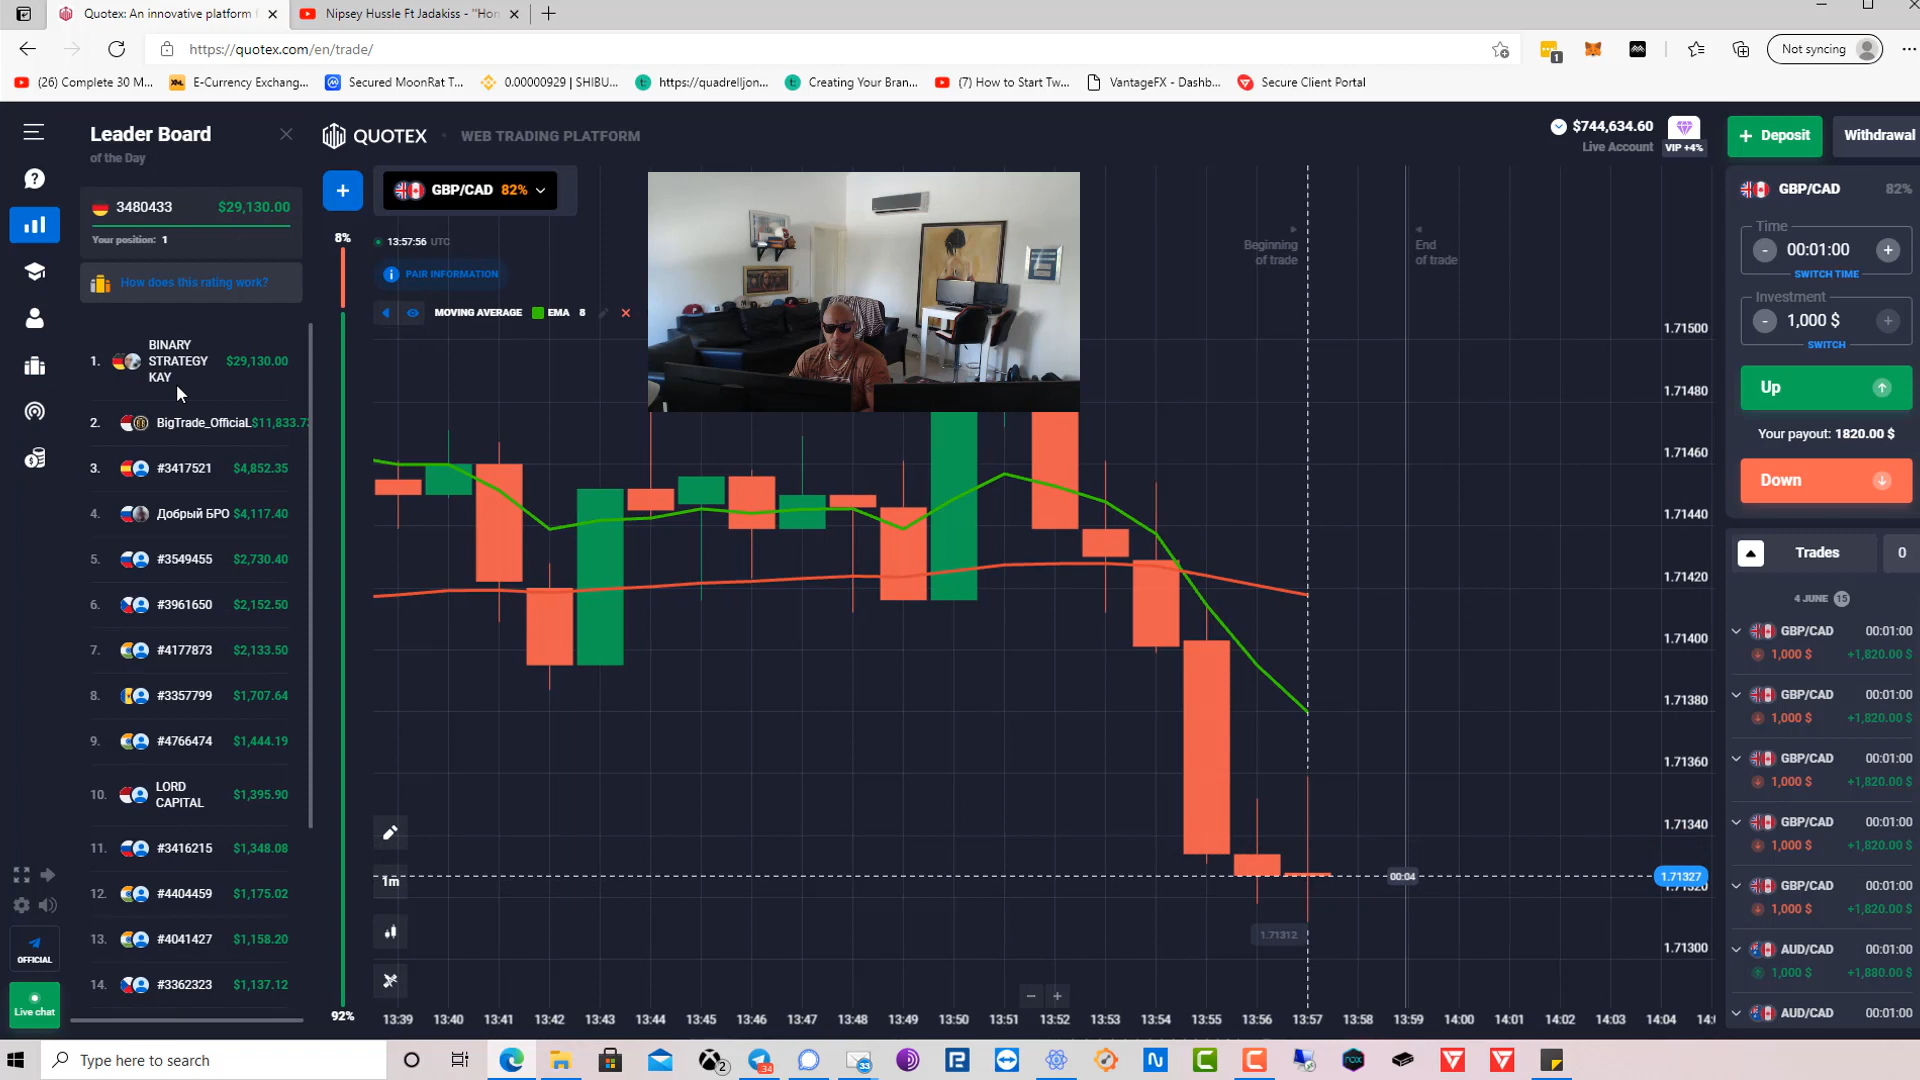 Quotex: An innovative platform f
Nipsey Hussle Ft Jadakiss - "Hon
https://quotex.com/en/trade/
1
Not syncing
(26) Complete 30 M...
E-Currency Exchang...
Secured MoonRat T...
0.00000929 | SHIBU...
https://quadrelljon...
Creating Your Bran...
(7) How to Start Tw...
VantageFX - Dashb...
Secure Client Portal
Leader Board
of the Day
QUOTEX
WEB TRADING PLATFORM
$744,634.60
Live Account
VIP +4%
+ Deposit
Withdrawal
3480433 $29,130.00
Your position: 1
How does this rating work?
1. BINARY STRATEGY KAY $29,130.00
2. BigTrade_OfficiaL $11,833.7
3. #3417521 $4,852.35
4. Добрый БРО $4,117.40
5. #3549455 $2,730.40
6. #3961650 $2,152.50
7. #4177873 $2,133.50
8. #3357799 $1,707.64
9. #4766474 $1,444.19
10. LORD CAPITAL $1,395.90
11. #3416215 $1,348.08
12. #4404459 $1,175.02
13. #4041427 $1,158.20
14. #3362323 $1,137.12
OFFICIAL
Live chat
GBP/CAD 82%
8%
13:57:56 UTC
PAIR INFORMATION
MOVING AVERAGE EMA 8
Beginning of trade
End of trade
1.71500
1.71480
1.71460
1.71440
1.71420
1.71400
1.71380
1.71360
1.71340
1.71327
1.71320
1.71300
00:04
1.71312
1m
92%
13:39 13:40 13:41 13:42 13:43 13:44 13:45 13:46 13:47 13:48 13:49 13:50 13:51 13:52 13:53 13:54 13:55 13:56 13:57 13:58 13:59 14:00 14:01 14:02 14:03 14:04 14:
GBP/CAD 82%
Time
- 00:01:00 +
SWITCH TIME
Investment
- 1,000 $ +
SWITCH
Up
Your payout: 1820.00 $
Down
Trades 0
4 JUNE 15
GBP/CAD 00:01:00
1,000 $ +1,820.00 $
GBP/CAD 00:01:00
1,000 $ +1,820.00 $
GBP/CAD 00:01:00
1,000 $ +1,820.00 $
GBP/CAD 00:01:00
1,000 $ +1,820.00 $
GBP/CAD 00:01:00
1,000 $ +1,820.00 $
AUD/CAD 00:01:00
1,000 $ +1,880.00 $
AUD/CAD 00:01:00
Type here to search
2
34
33